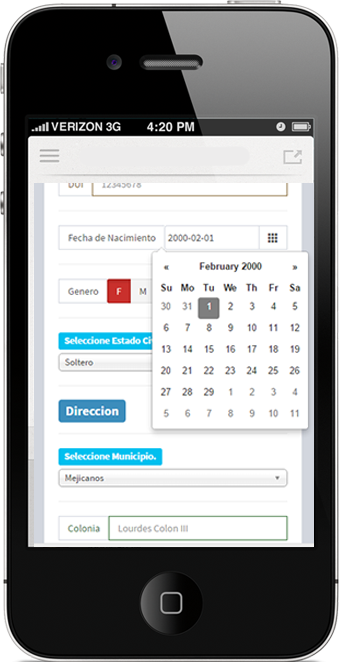 VERIZON 3G 4:20 PM
DUI 12345678
Fecha de Nacimiento 2000-02-01
« February 2000 »
Su Mo Tu We Th Fr Sa
30 31 1 2 3 4 5
6 7 8 9 10 11 12
13 14 15 16 17 18 19
20 21 22 23 24 25 26
27 28 29 1 2 3 4
5 6 7 8 9 10 11
Genero F M
Seleccione Estado Ci
Soltero
Direccion
Seleccione Municipio.
Mejicanos
Colonia Lourdes Colon III